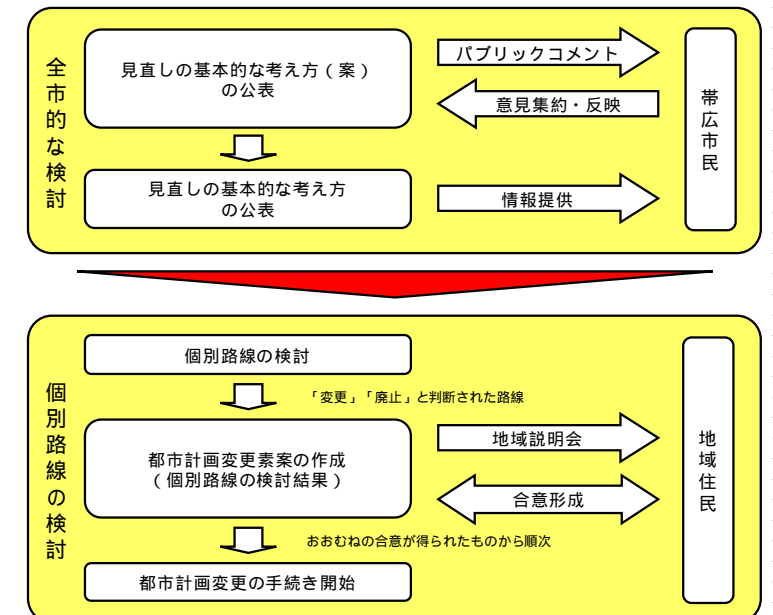 全市的な検討
見直しの基本的な考え方（案）
の公表
パブリックコメント
意見集約・反映
帯広市民
見直しの基本的な考え方
の公表
情報提供
個別路線の検討
個別路線の検討
「変更」「廃止」と判断された路線
都市計画変更素案の作成
（個別路線の検討結果）
地域説明会
合意形成
地域住民
おおむねの合意が得られたものから順次
都市計画変更の手続き開始